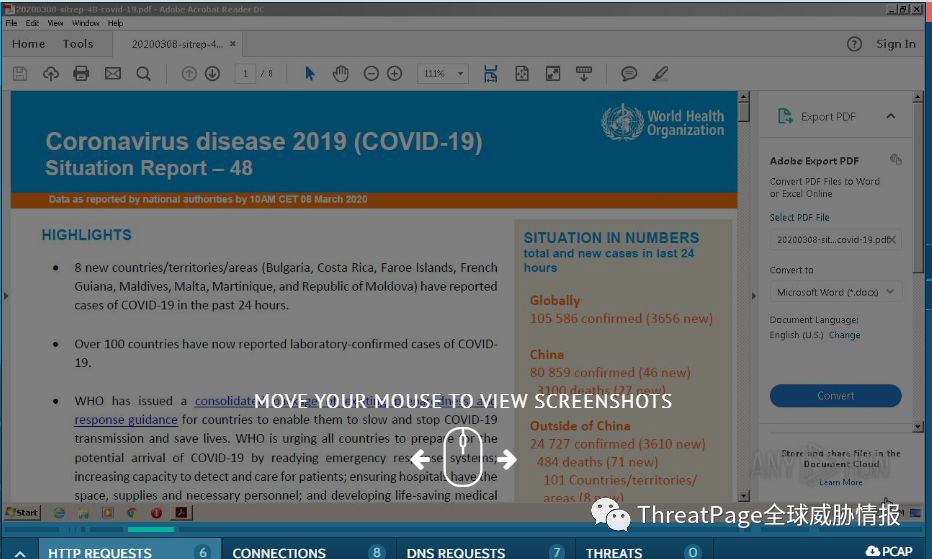 20200308-sitrep-48-covid-19.pdf - Adobe Acrobat Reader DC
File Edit View Window Help
Home Tools 20200308-sitrep-4... × Sign In
1 / 8 111%
World Health
Organization
Coronavirus disease 2019 (COVID-19)
Situation Report – 48
Data as reported by national authorities by 10AM CET 08 March 2020
HIGHLIGHTS
• 8 new countries/territories/areas (Bulgaria, Costa Rica, Faroe Islands, French
Guiana, Maldives, Malta, Martinique, and Republic of Moldova) have reported
cases of COVID-19 in the past 24 hours.
• Over 100 countries have now reported laboratory-confirmed cases of COVID-
19.
• WHO has issued a
response guidance for countries to enable them to slow and stop COVID-19
transmission and save lives. WHO is urging all countries to prepare for the
potential arrival of COVID-19 by readying emergency response systems;
increasing capacity to detect and care for patients; ensuring hospitals have the
space, supplies and necessary personnel; and developing life-saving medical
SITUATION IN NUMBERS
total and new cases in last 24
hours
Globally
105 586 confirmed (3656 new)
China
80 859 confirmed (46 new)
3100 deaths (27 new)
Outside of China
24 727 confirmed (3610 new)
484 deaths (71 new)
101 Countries/territories/
areas (8 new)
Export PDF
Adobe Export PDF
Convert PDF Files to Word
or Excel Online
Select PDF File
20200308-sit...covid-19.pdf
Convert to
Microsoft Word (*.docx)
Document Language:
English (U.S.) Change
Convert
Store and share files in the
Document Cloud
Learn More
MOVE YOUR MOUSE TO VIEW SCREENSHOTS
ThreatPage全球威胁情报
Start
HTTP REQUESTS 6 CONNECTIONS 8 DNS REQUESTS 7 THREATS 0 PCAP